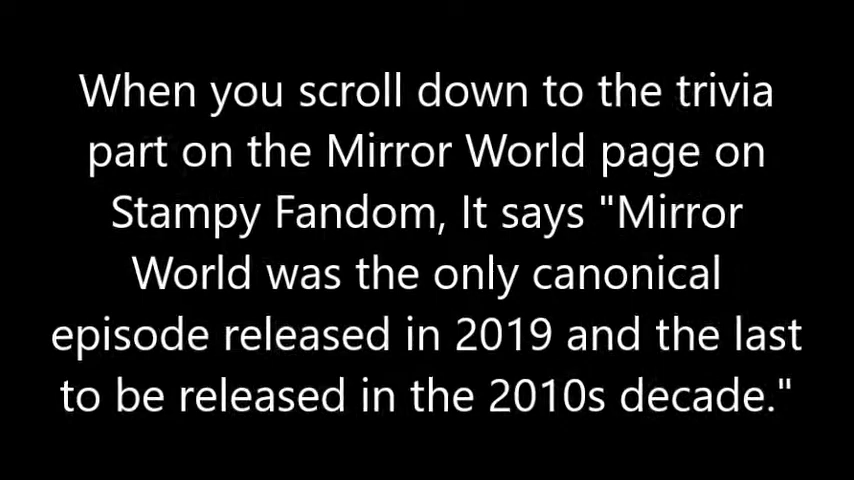 When you scroll down to the trivia
part on the Mirror World page on
Stampy Fandom, It says "Mirror
World was the only canonical
episode released in 2019 and the last
to be released in the 2010s decade."